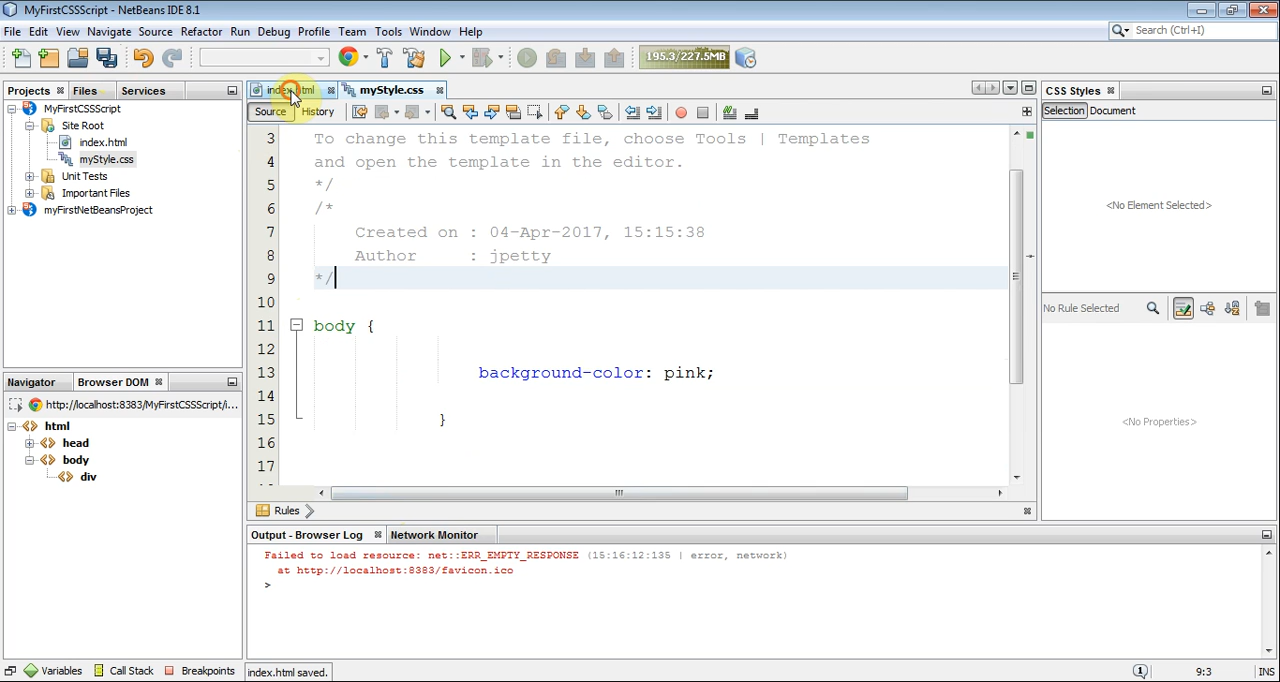 MyFirstCSSScript - NetBeans IDE 8.1
File Edit View Navigate Source Refactor Run Debug Profile Team Tools Window Help
Search (Ctrl+I)
195.3/227.5MB
Projects Files Services
MyFirstCSSScript
Site Root
index.html
myStyle.css
Unit Tests
Important Files
myFirstNetBeansProject
Navigator Browser DOM
http://localhost:8383/MyFirstCSSScript/i...
html
head
body
div
index.html myStyle.css
Source History
3 To change this template file, choose Tools | Templates
4 and open the template in the editor.
5 */
6 /*
7 Created on : 04-Apr-2017, 15:15:38
8 Author : jpetty
9 */
10
11 body {
12
13 background-color: pink;
14
15 }
16
17
Rules
CSS Styles
Selection Document
<No Element Selected>
No Rule Selected
<No Properties>
Output - Browser Log Network Monitor
Failed to load resource: net::ERR_EMPTY_RESPONSE (15:16:12:135 | error, network)
at http://localhost:8383/favicon.ico
>
Variables Call Stack Breakpoints index.html saved. 9:3 INS